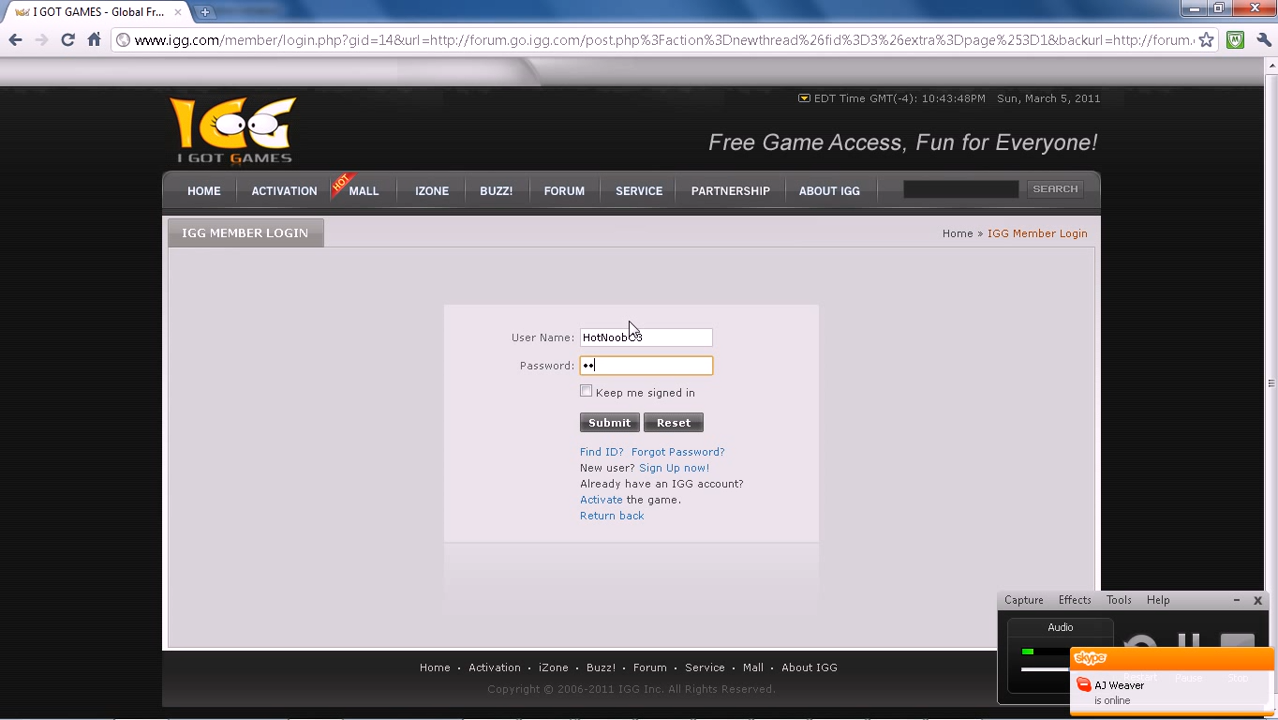 I GOT GAMES - Global Fr...
www.igg.com/member/login.php?gid=14&url=http://forum.go.igg.com/post.php%3Faction%3Dnewthread%26fid%3D3%26extra%3Dpage%253D1&backurl=http://forum.
EDT Time GMT(-4): 10:43:48PM Sun, March 5, 2011
IGG
I GOT GAMES
Free Game Access, Fun for Everyone!
HOME ACTIVATION HOT MALL IZONE BUZZ! FORUM SERVICE PARTNERSHIP ABOUT IGG SEARCH
IGG MEMBER LOGIN
Home » IGG Member Login
User Name:
Password: ••
Keep me signed in
Submit Reset
Find ID? Forgot Password?
New user? Sign Up now!
Already have an IGG account?
Activate the game.
Return back
Capture Effects Tools Help
Audio
skype
Restart Pause Stop
AJ Weaver
is online
Home • Activation • iZone • Buzz! • Forum • Service • Mall • About IGG
Copyright © 2006-2011 IGG Inc. All Rights Reserved.